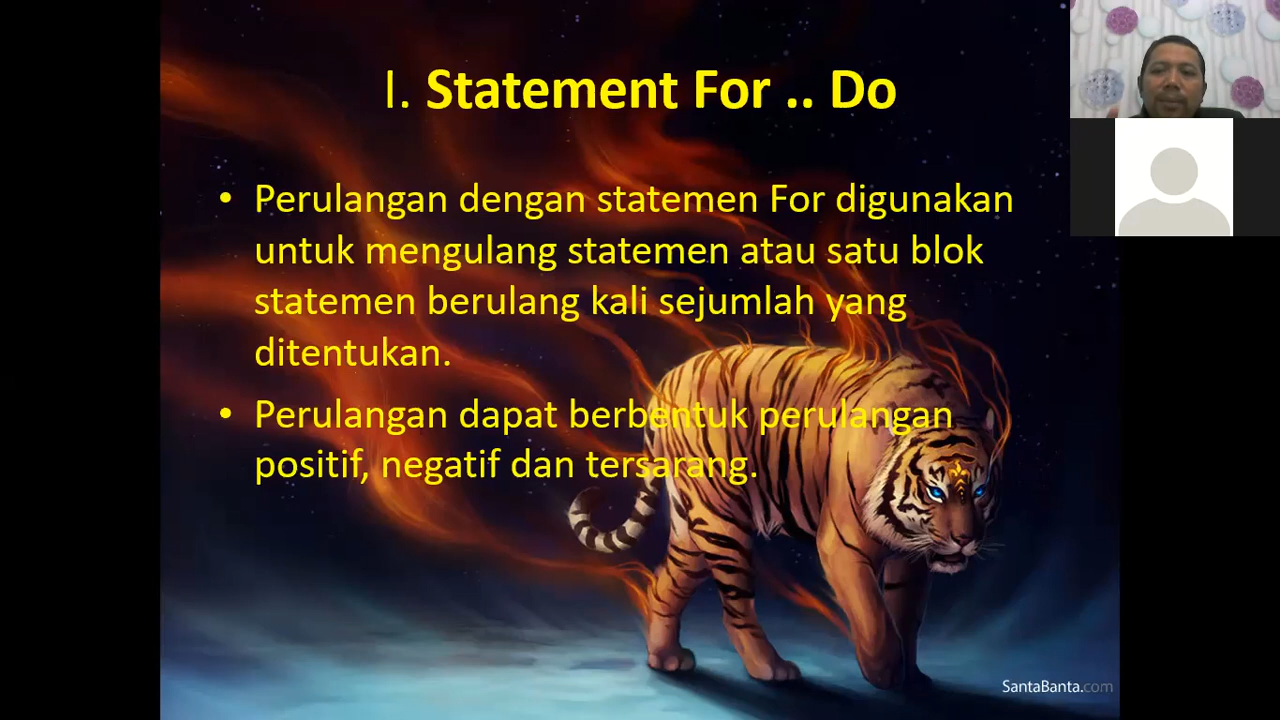 I. Statement For .. Do
• Perulangan dengan statemen For digunakan
untuk mengulang statemen atau satu blok
statemen berulang kali sejumlah yang
ditentukan.
• Perulangan dapat berbentuk perulangan
positif, negatif dan tersarang.
SantaBanta.com